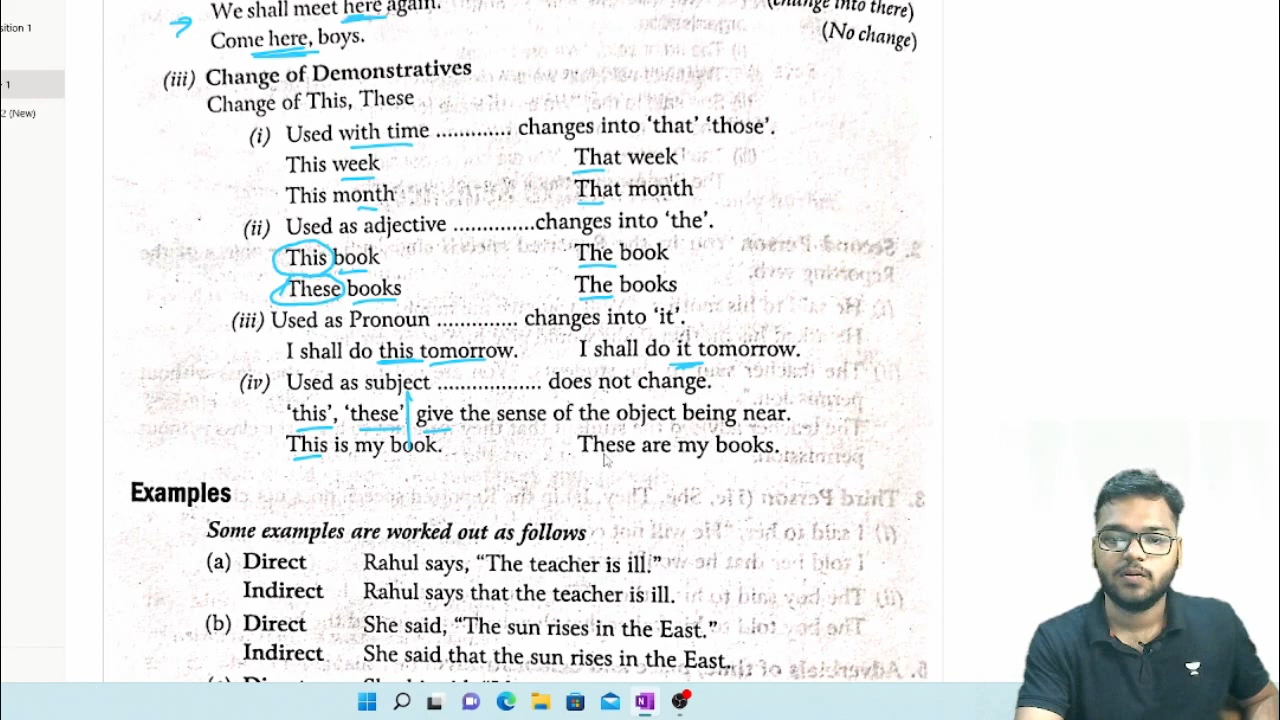 sition 1
1
2 (New)
We shall meet here again. (Change into there)
Come here, boys. (No change)
(iii) Change of Demonstratives
Change of This, These
(i) Used with time ............. changes into 'that' 'those'.
This week That week
This month That month
(ii) Used as adjective ..............changes into 'the'.
This book The book
These books The books
(iii) Used as Pronoun .............. changes into 'it'.
I shall do this tomorrow. I shall do it tomorrow.
(iv) Used as subject .................. does not change.
'this', 'these' give the sense of the object being near.
This is my book. These are my books.
Examples
Some examples are worked out as follows
(a) Direct Rahul says, "The teacher is ill."
Indirect Rahul says that the teacher is ill.
(b) Direct She said, "The sun rises in the East."
Indirect She said that the sun rises in the East.